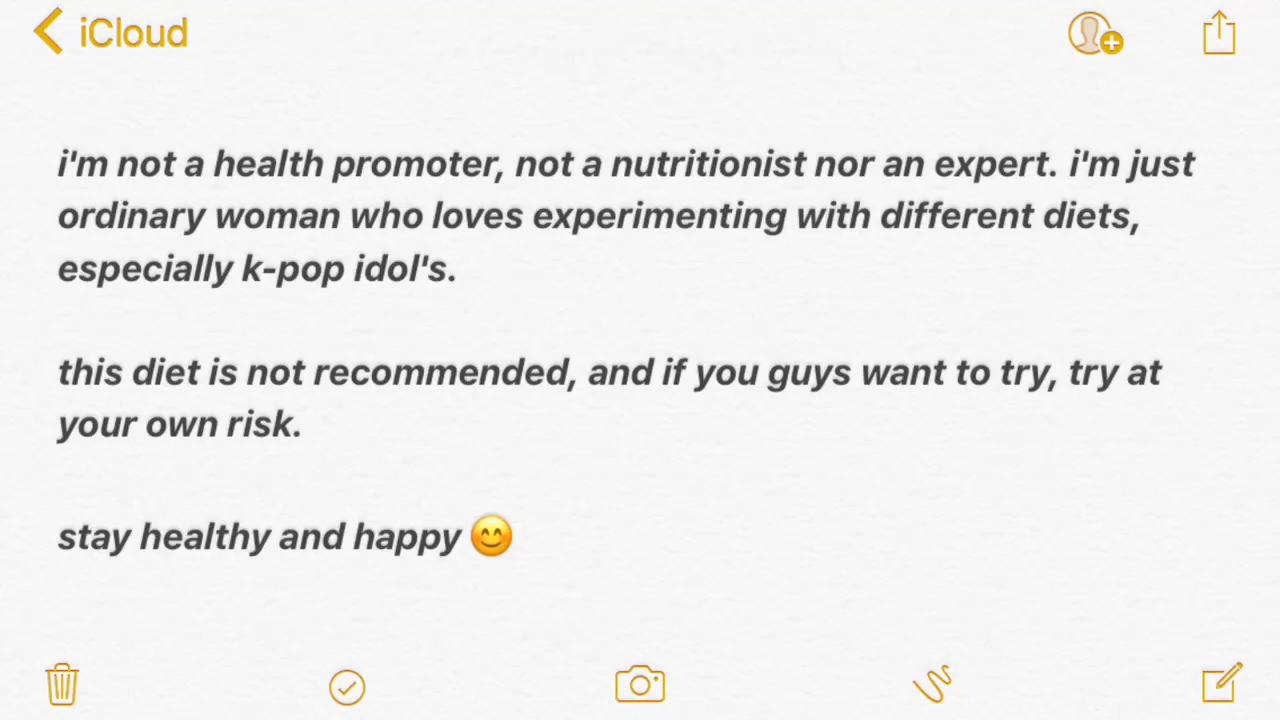 iCloud
i'm not a health promoter, not a nutritionist nor an expert. i'm just
ordinary woman who loves experimenting with different diets,
especially k-pop idol's.
this diet is not recommended, and if you guys want to try, try at
your own risk.
stay healthy and happy 😊